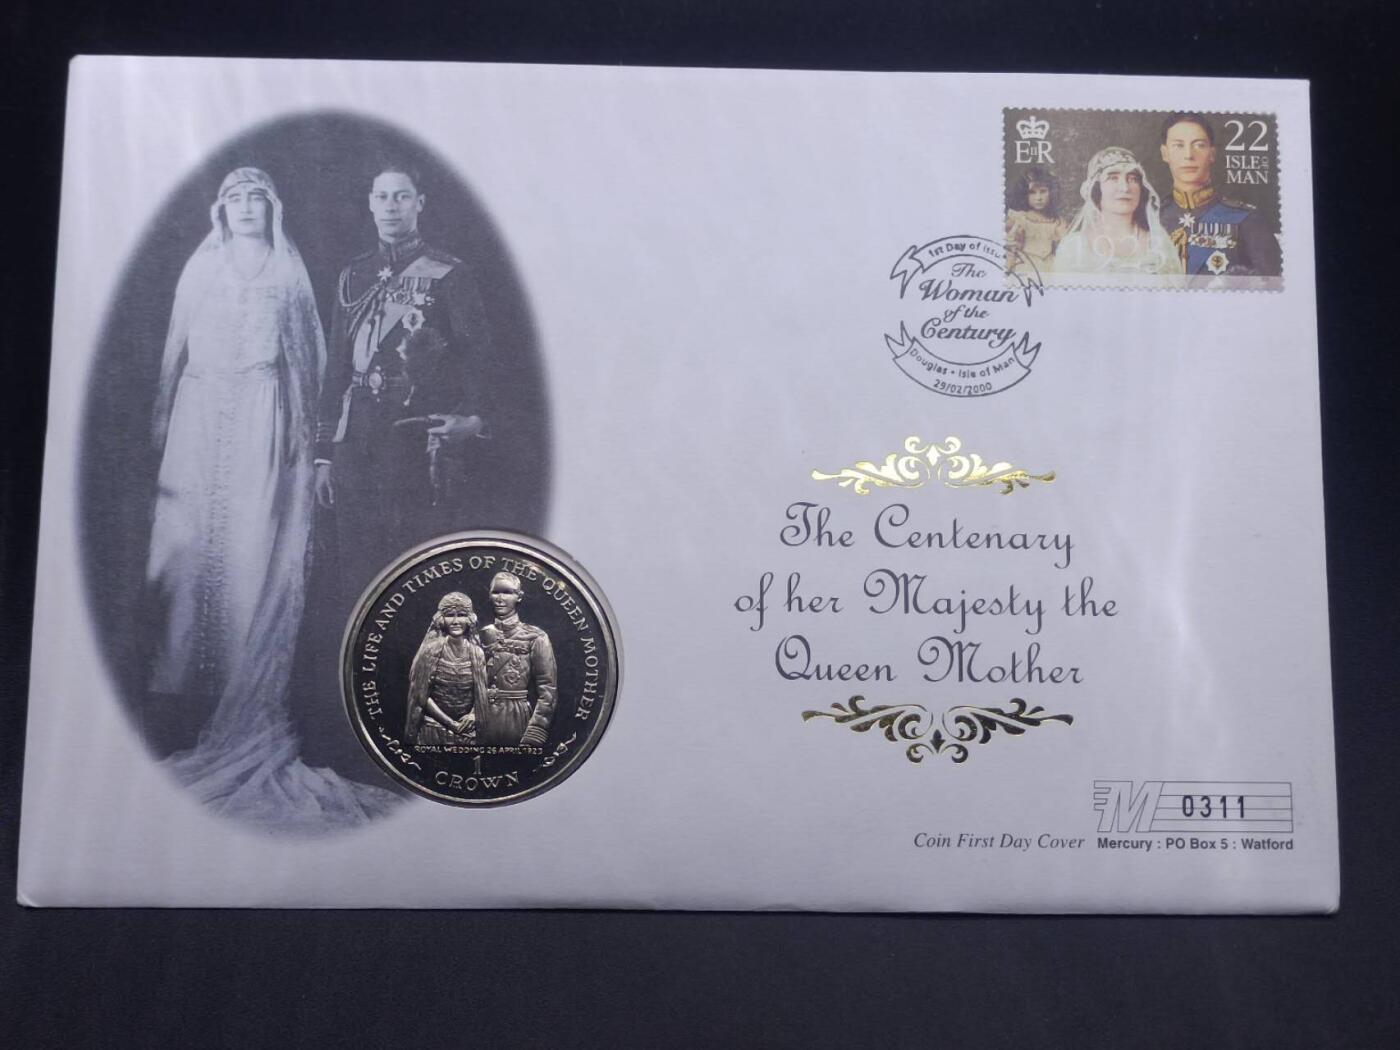 E II R
22
ISLE OF
MAN
1923
1st Day of Issue
The
Woman
of the
Century
Douglas • Isle of Man
29/02/2000
The Centenary
of her Majesty the
Queen Mother
THE LIFE AND TIMES OF THE QUEEN MOTHER
ROYAL WEDDING 26 APRIL 1923
1
CROWN
M 0311
Coin First Day Cover Mercury : PO Box 5 : Watford